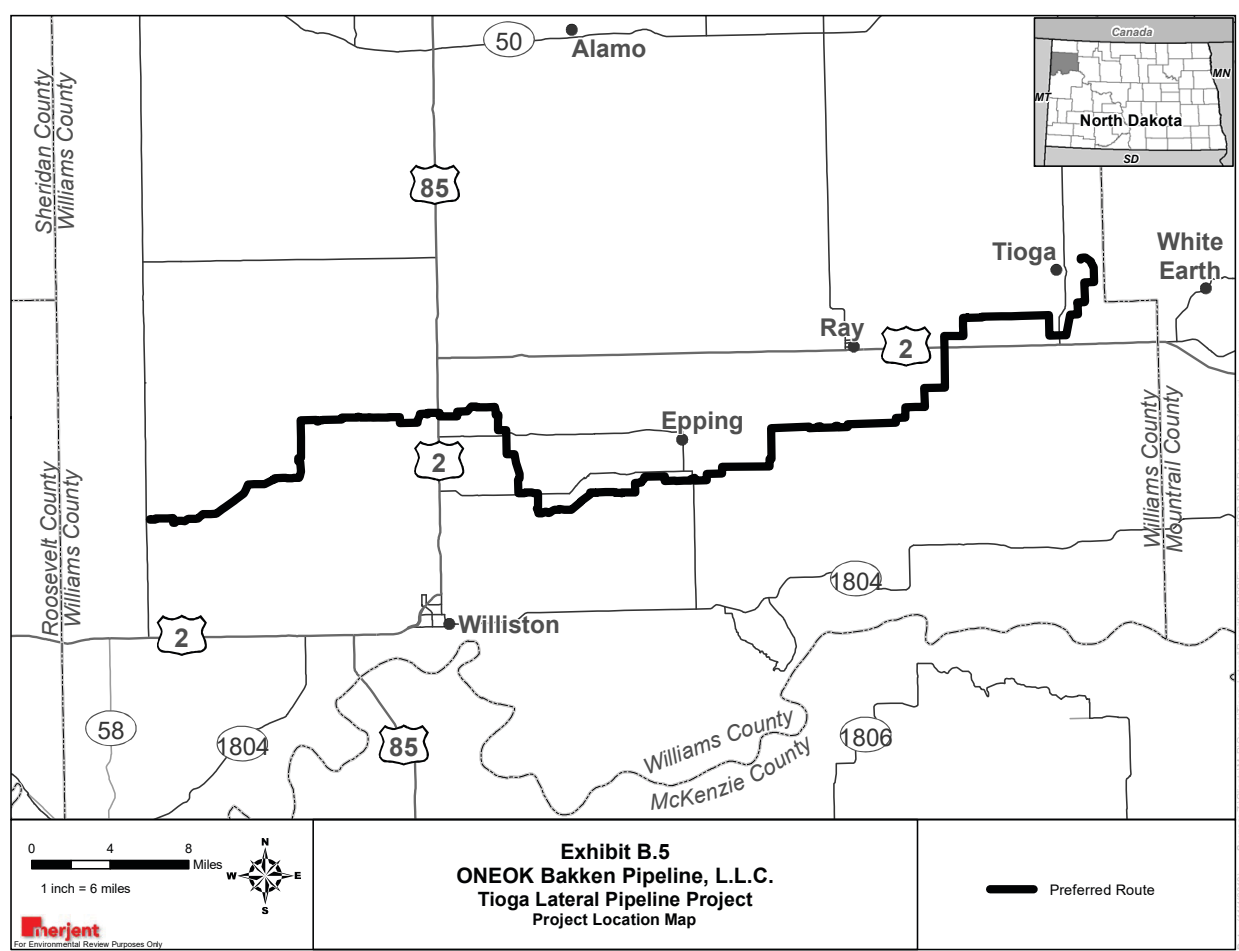 50
Alamo
Canada
MN
MT
North Dakota
SD
Sheridan County
Williams County
85
Tioga
White
Earth
Ray
2
Epping
2
Roosevelt County
Williams County
Williams County
Mountrail County
1804
Williston
2
58
1804
85
1806
Williams County
McKenzie County
0 4 8
Miles
1 inch = 6 miles
N
W E
S
merjent
For Environmental Review Purposes Only
Exhibit B.5
ONEOK Bakken Pipeline, L.L.C.
Tioga Lateral Pipeline Project
Project Location Map
Preferred Route